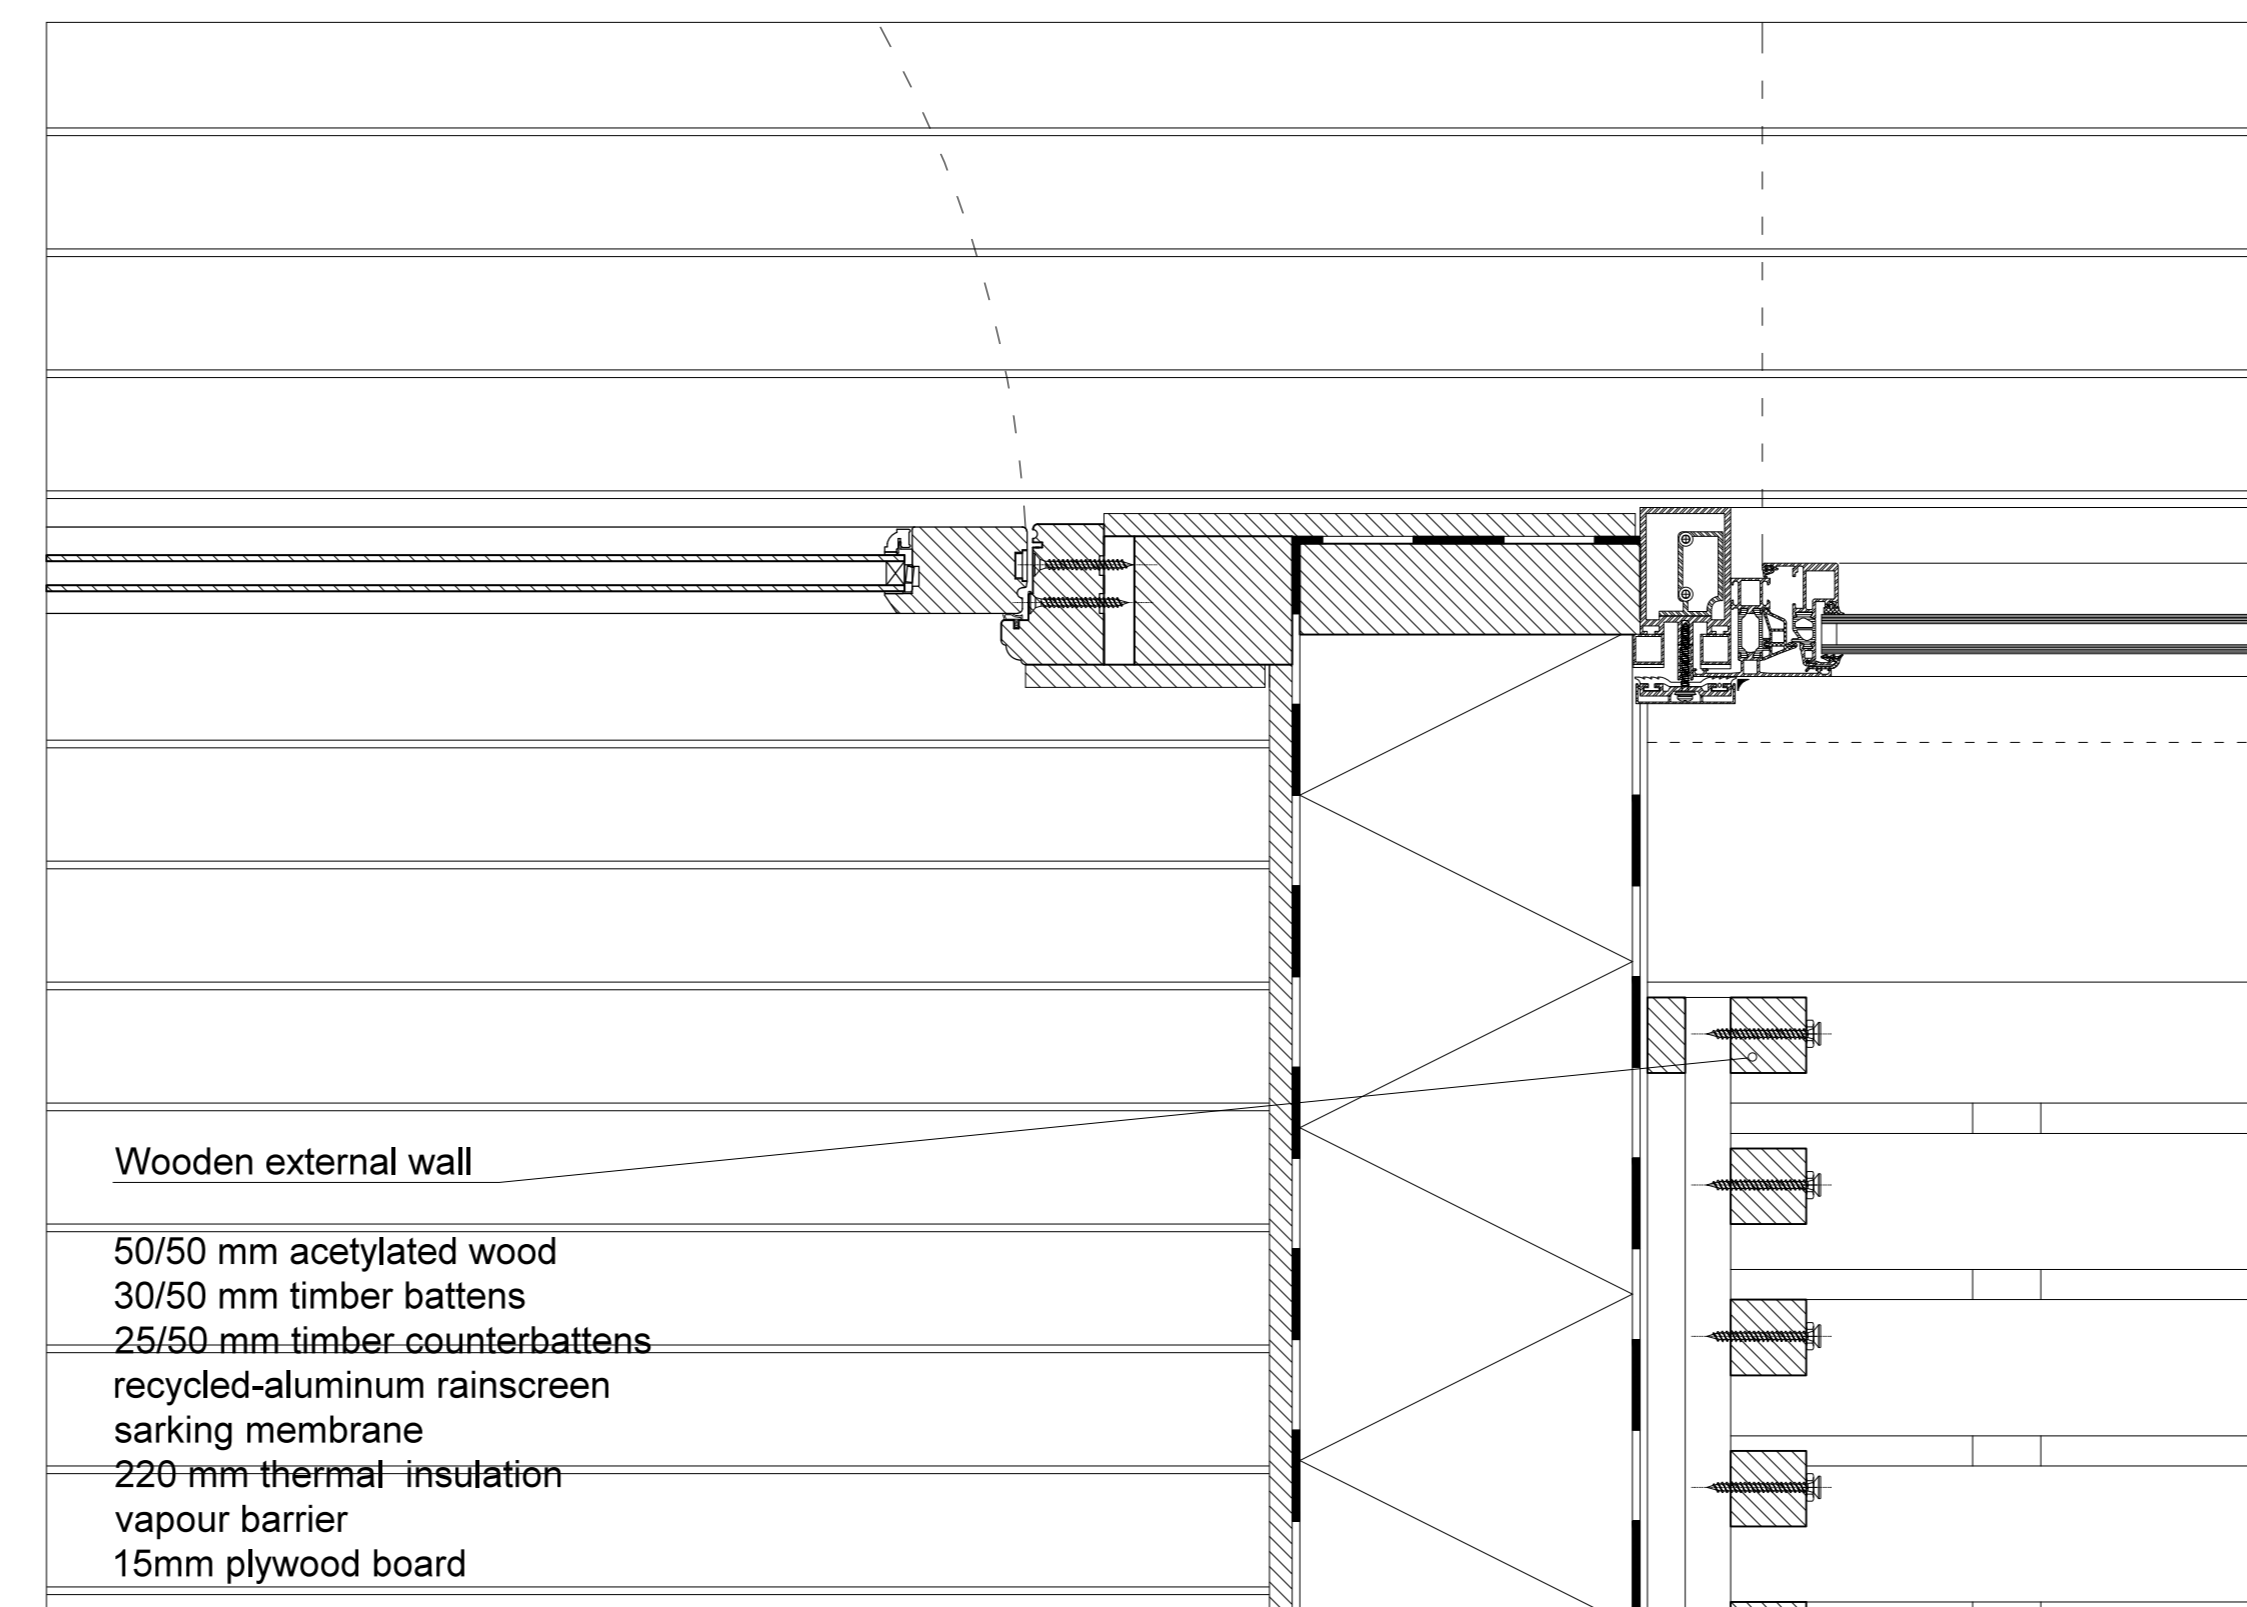 Wooden external wall
50/50 mm acetylated wood
30/50 mm timber battens
25/50 mm timber counterbattens
recycled-aluminum rainscreen
sarking membrane
220 mm thermal  insulation
vapour barrier
15mm plywood board